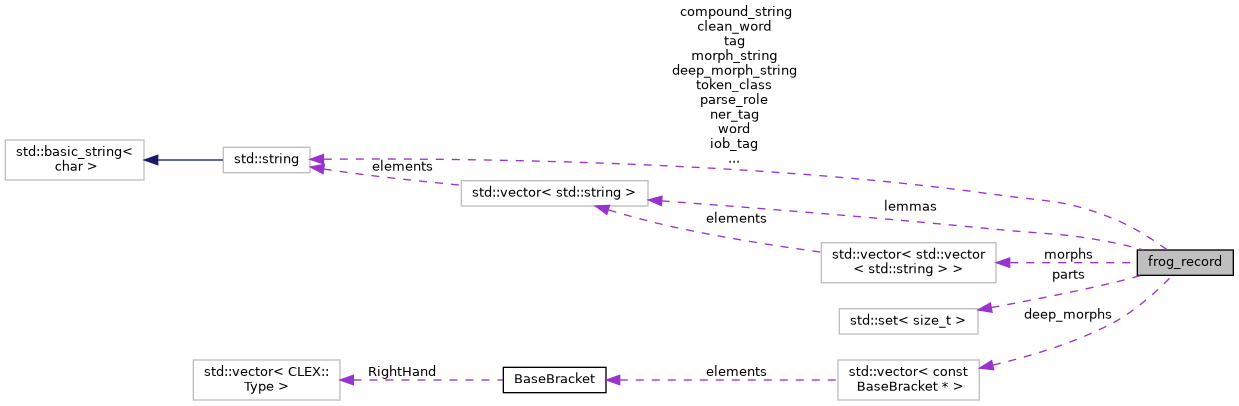 compound_string
clean_word
tag
morph_string
deep_morph_string
token_class
parse_role
ner_tag
word
iob_tag
...
std::basic_string<
char >
std::string
elements
std::vector< std::string >
lemmas
elements
std::vector< std::vector
< std::string > >
morphs
frog_record
parts
std::set< size_t >
deep_morphs
std::vector< CLEX::
Type >
RightHand
BaseBracket
elements
std::vector< const
BaseBracket * >